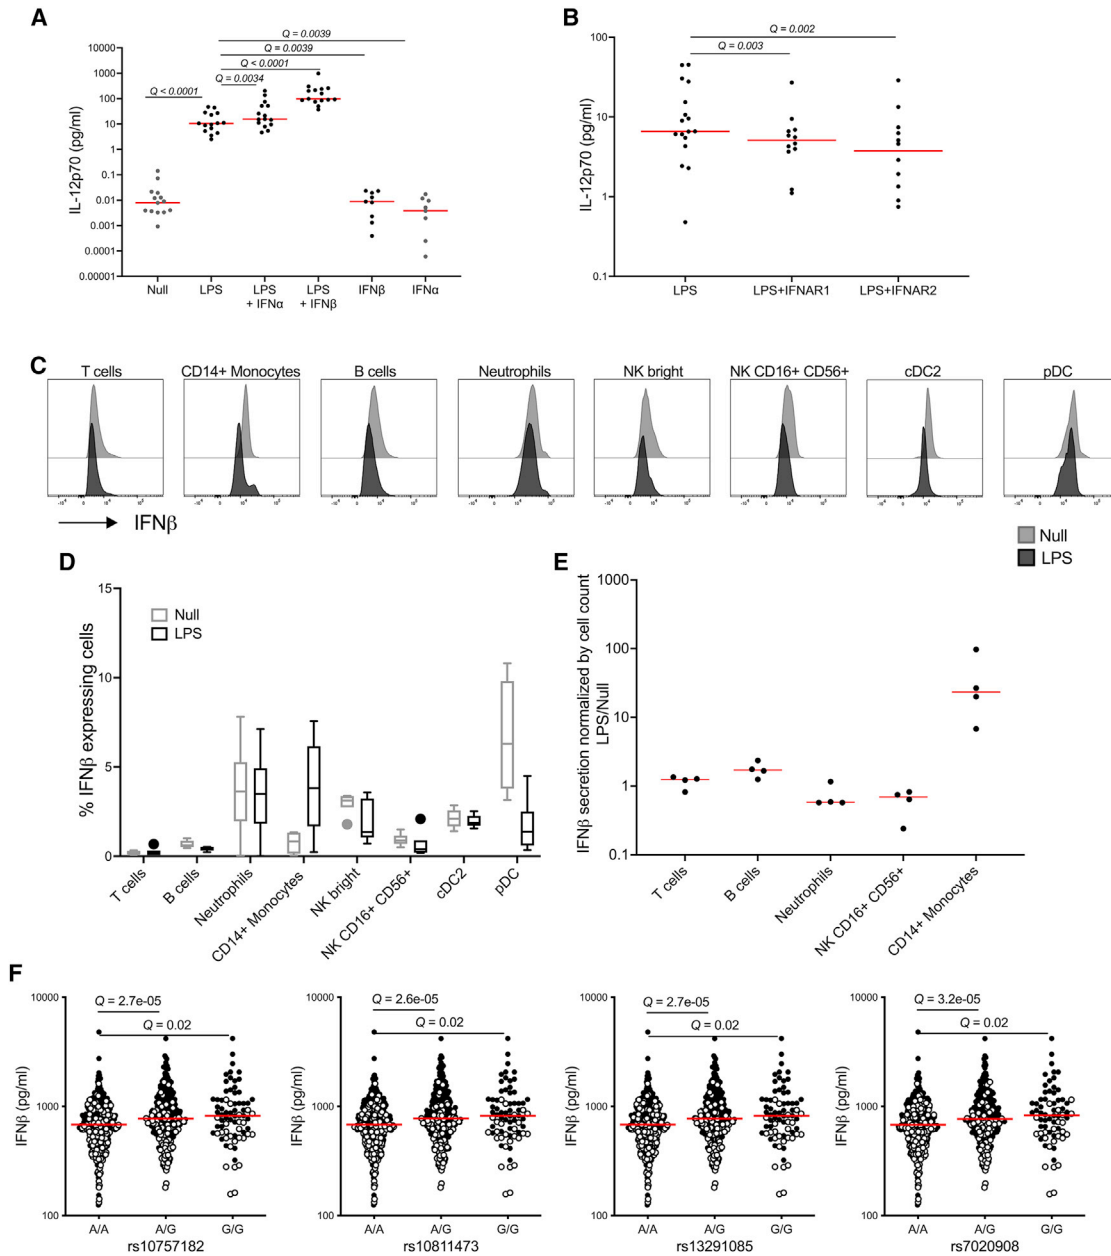 A
IL-12p70 (pg/ml)
10000
1000
100
10
1
0.1
0.01
0.001
0.0001
0.00001
Q < 0.0001
Q = 0.0039
Q = 0.0039
Q < 0.0001
Q = 0.0034
Null
LPS
LPS + IFNα
LPS + IFNβ
IFNβ
IFNα
B
IL-12p70 (pg/ml)
100
10
1
0.1
Q = 0.002
Q = 0.003
LPS
LPS+IFNAR1
LPS+IFNAR2
C
T cells
CD14+ Monocytes
B cells
Neutrophils
NK bright
NK CD16+ CD56+
cDC2
pDC
IFNβ
Null
LPS
D
% IFNβ expressing cells
15
10
5
0
Null
LPS
T cells
B cells
Neutrophils
CD14+ Monocytes
NK bright
NK CD16+ CD56+
cDC2
pDC
E
IFNβ secretion normalized by cell count
LPS/Null
1000
100
10
1
0.1
T cells
B cells
Neutrophils
NK CD16+ CD56+
CD14+ Monocytes
F
IFNβ (pg/ml)
10000
1000
100
Q = 2.7e-05
Q = 0.02
A/A
A/G
G/G
rs10757182
IFNβ (pg/ml)
10000
1000
100
Q = 2.6e-05
Q = 0.02
A/A
A/G
G/G
rs10811473
IFNβ (pg/ml)
10000
1000
100
Q = 2.7e-05
Q = 0.02
A/A
A/G
G/G
rs13291085
IFNβ (pg/ml)
10000
1000
100
Q = 3.2e-05
Q = 0.02
A/A
A/G
G/G
rs7020908